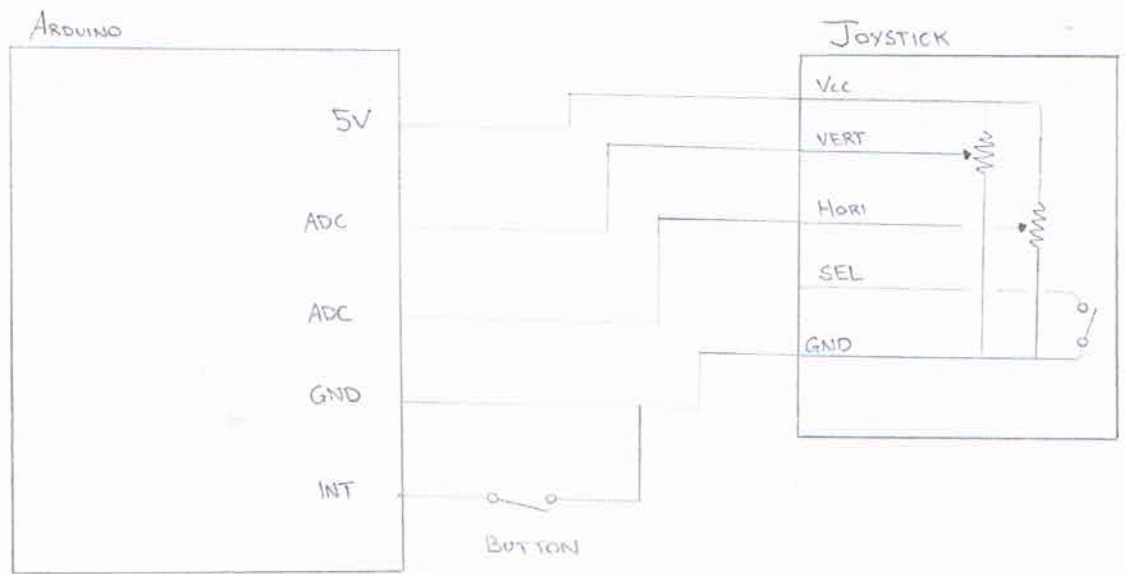 ARDUINO
5V
ADC
ADC
GND
INT
BUTTON
JOYSTICK
Vcc
VERT
HORI
SEL
GND